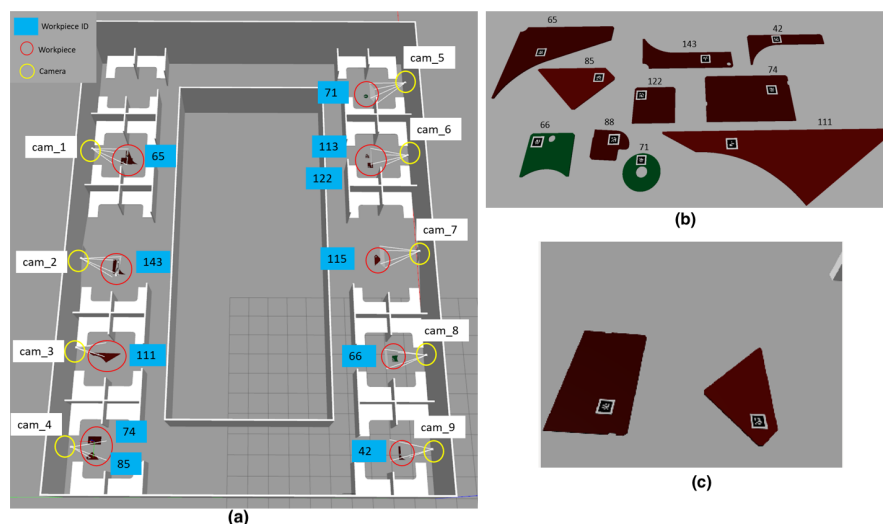 Workpiece ID
Workpiece
Camera
cam_1
cam_2
cam_3
cam_4
cam_5
cam_6
cam_7
cam_8
cam_9
65
143
111
74
85
71
113
122
115
66
42
(a)
65
85
143
42
122
74
66
88
71
111
(b)
(c)